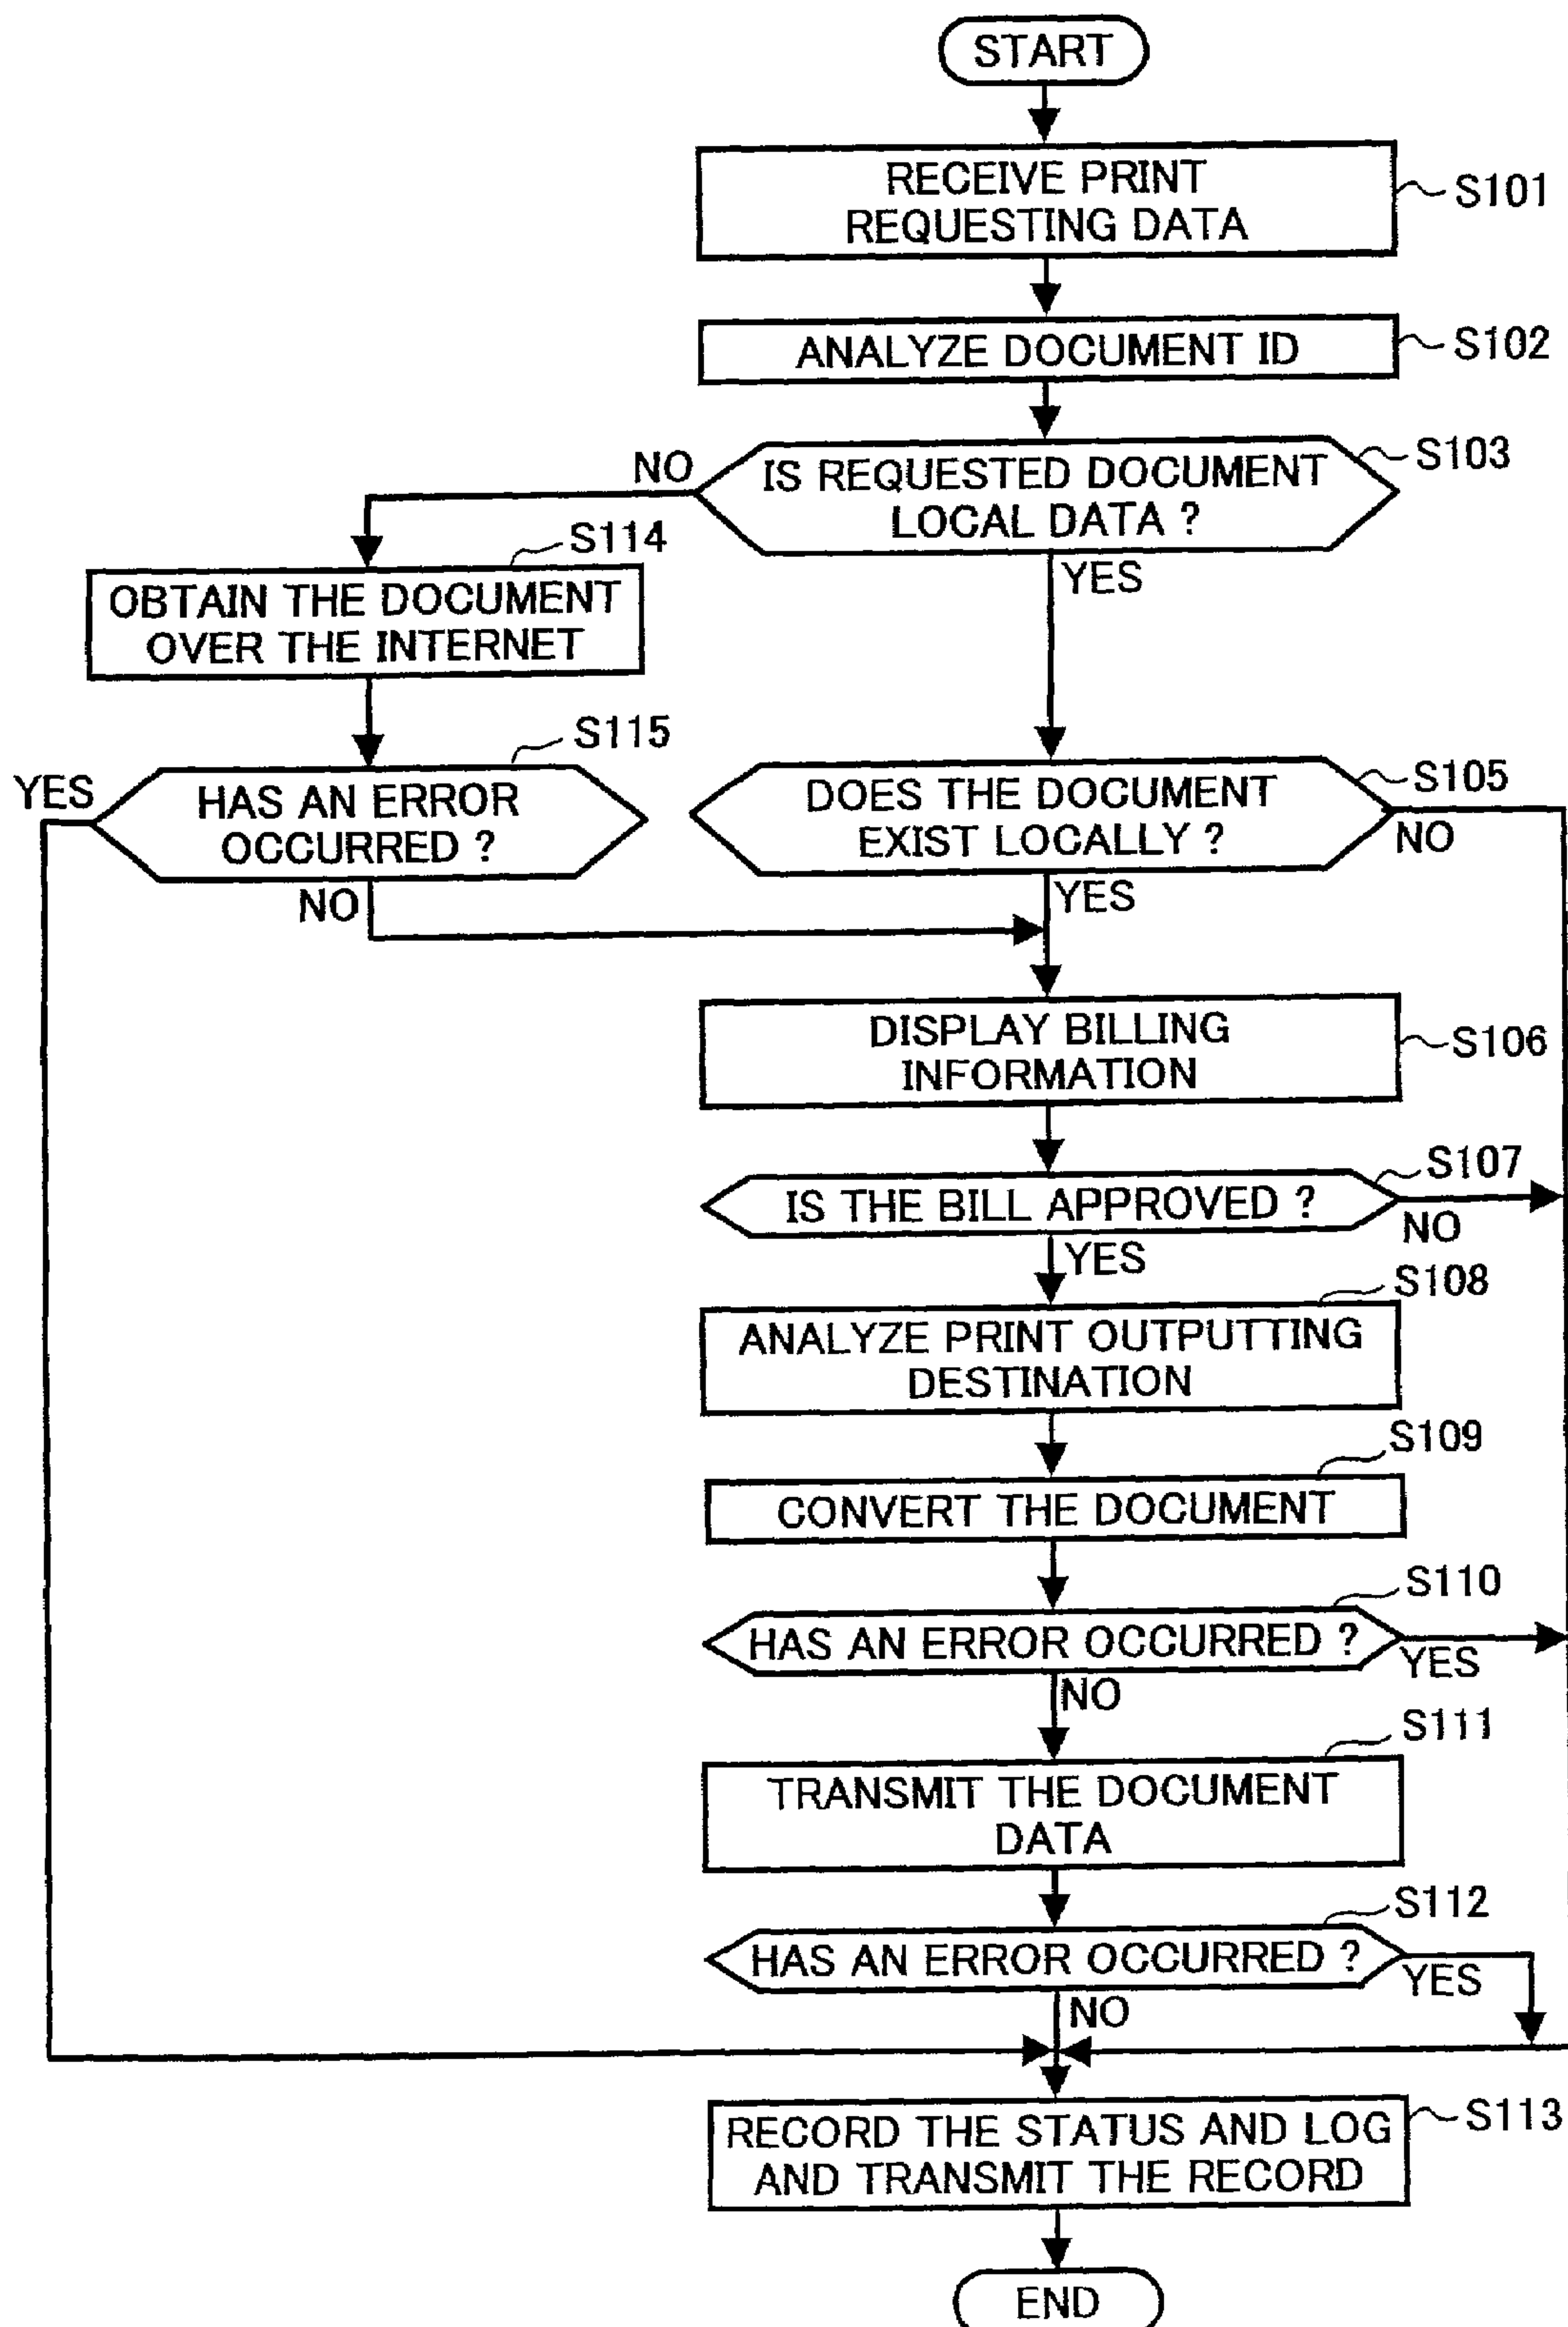 START
RECEIVE PRINT
REQUESTING DATA
S101
ANALYZE DOCUMENT ID
S102
IS REQUESTED DOCUMENT
LOCAL DATA ?
S103
NO
YES
S114
OBTAIN THE DOCUMENT
OVER THE INTERNET
S115
YES
HAS AN ERROR
OCCURRED ?
NO
DOES THE DOCUMENT
EXIST LOCALLY ?
S105
NO
YES
DISPLAY BILLING
INFORMATION
S106
IS THE BILL APPROVED ?
S107
NO
YES
S108
ANALYZE PRINT OUTPUTTING
DESTINATION
S109
CONVERT THE DOCUMENT
S110
HAS AN ERROR OCCURRED ?
YES
NO
S111
TRANSMIT THE DOCUMENT
DATA
S112
HAS AN ERROR OCCURRED ?
YES
NO
RECORD THE STATUS AND LOG
AND TRANSMIT THE RECORD
S113
END